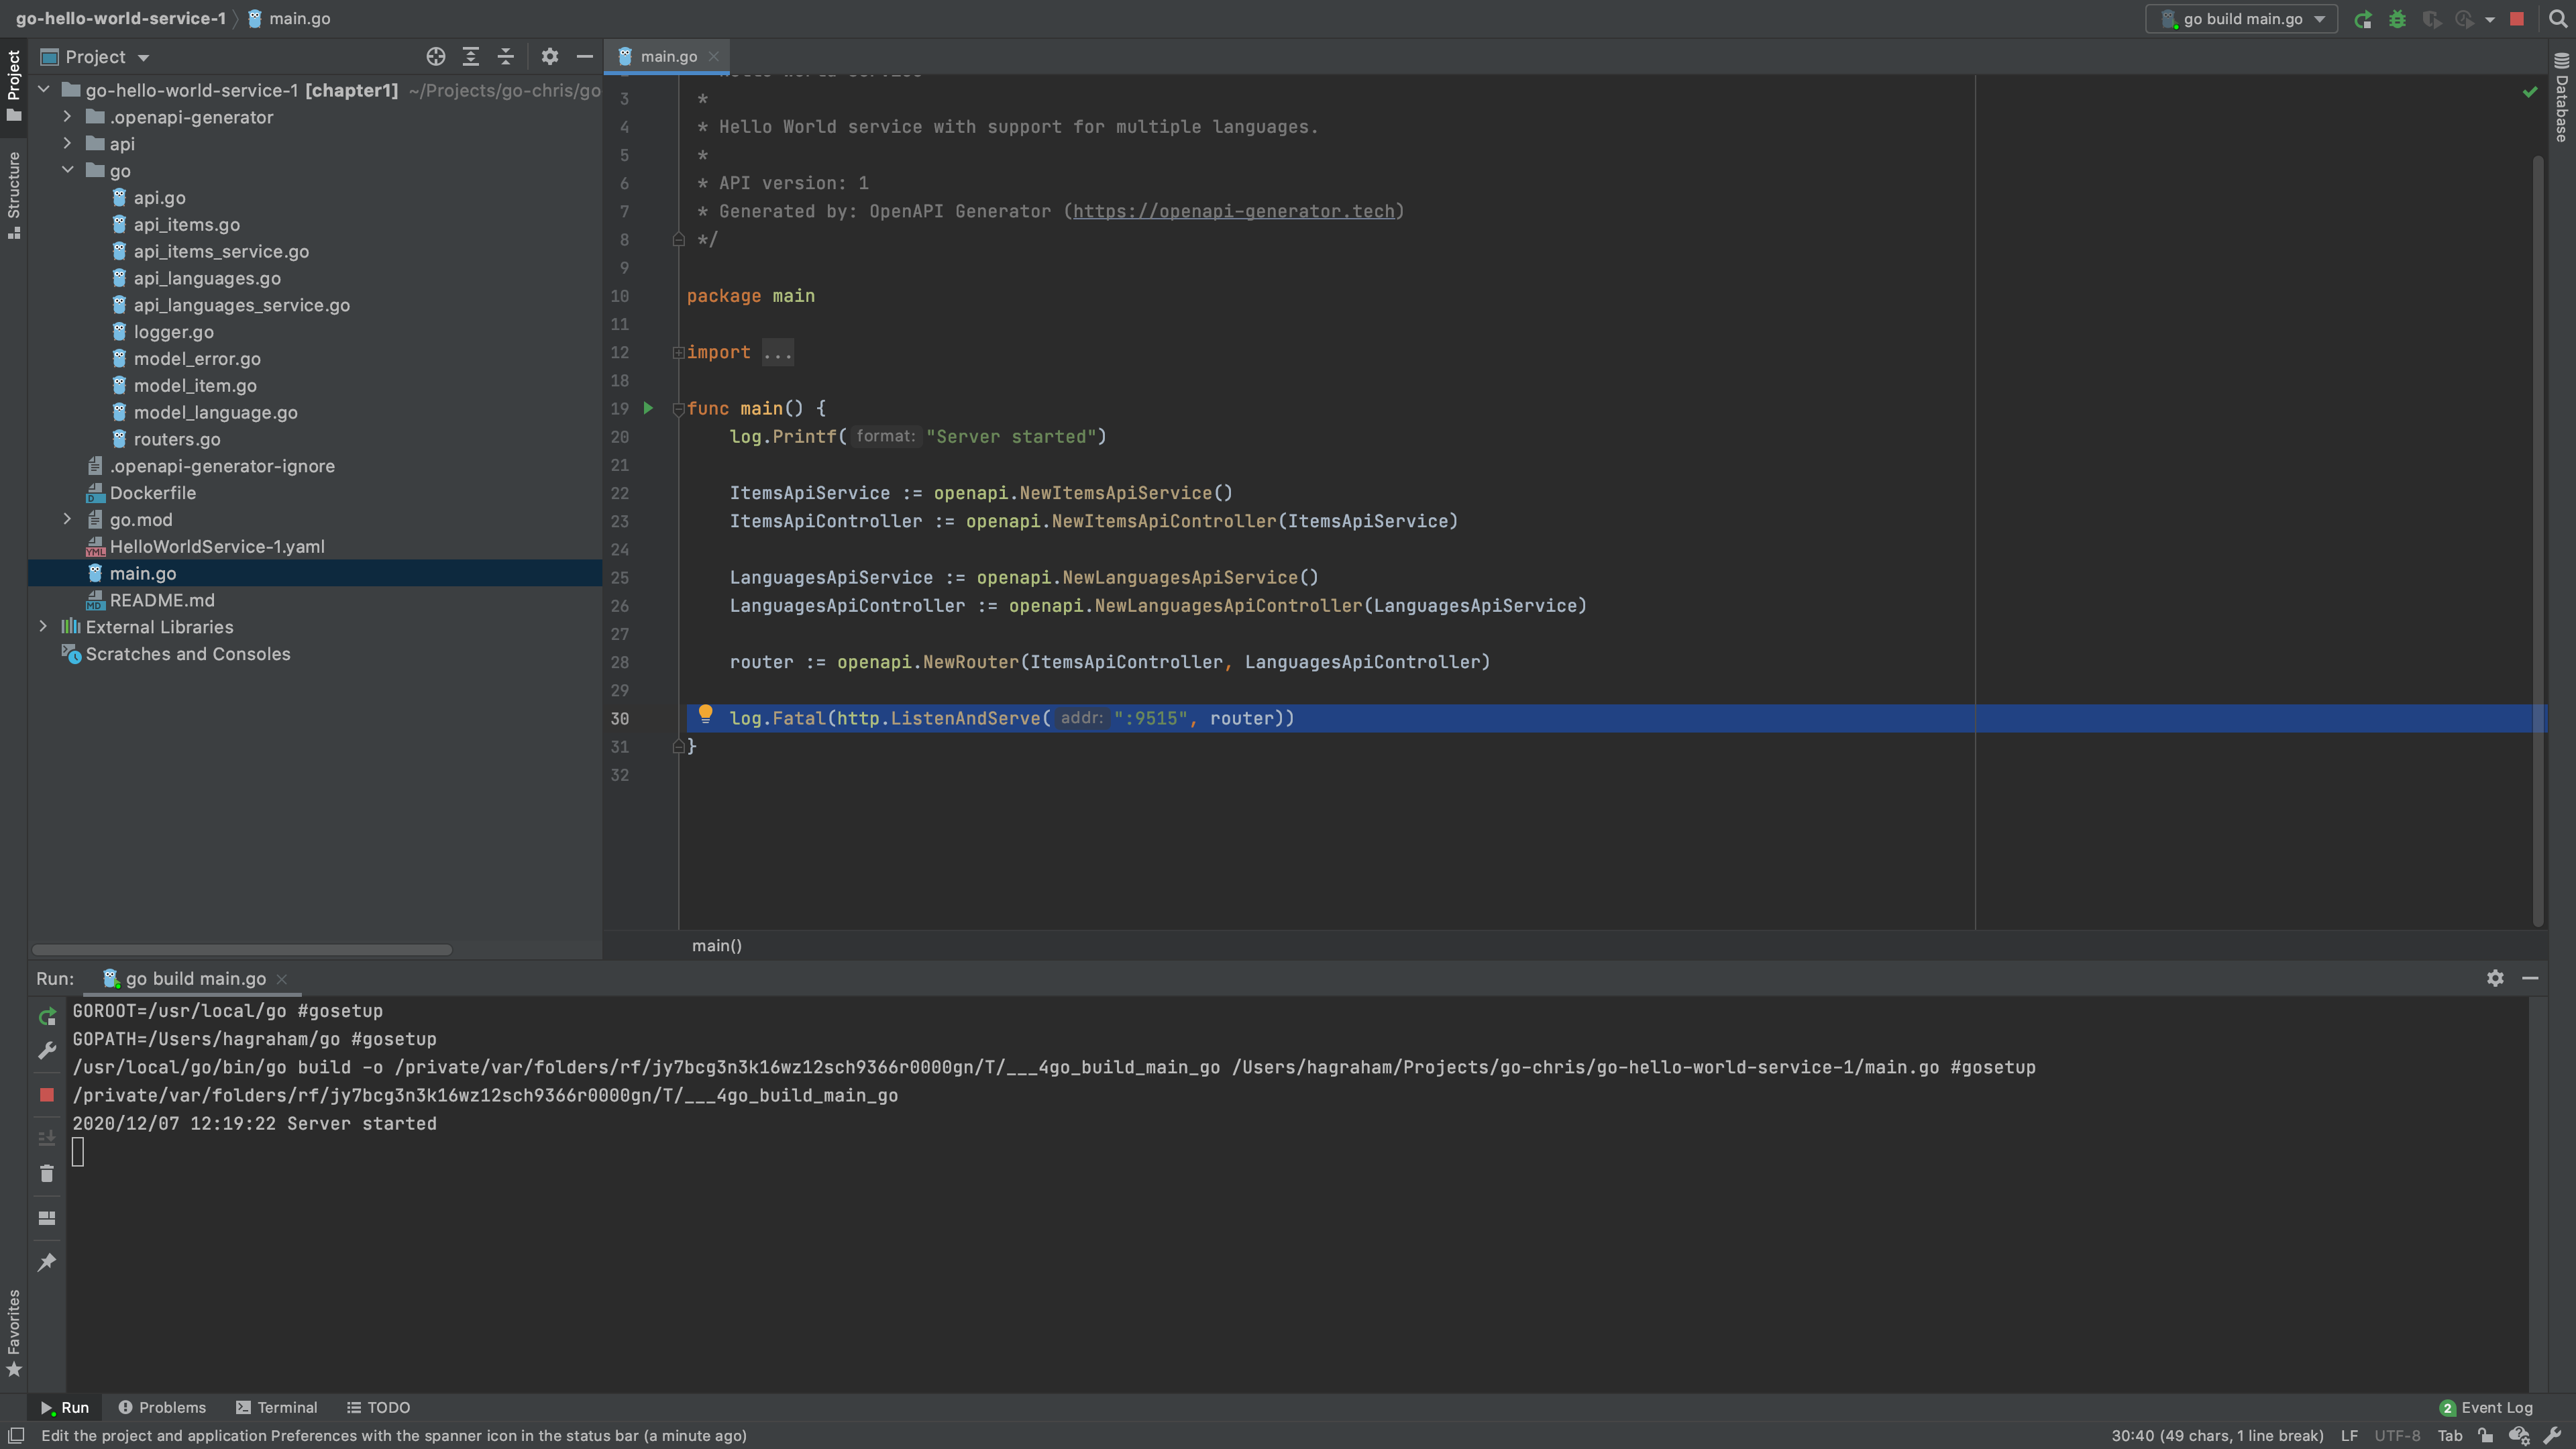 go-hello-world-service-1 main.go
go build main.go
Project
Structure
Favorites
Database
Project
go-hello-world-service-1 [chapter1] ~/Projects/go-chris/go
.openapi-generator
api
go
api.go
api_items.go
api_items_service.go
api_languages.go
api_languages_service.go
logger.go
model_error.go
model_item.go
model_language.go
routers.go
.openapi-generator-ignore
Dockerfile
go.mod
HelloWorldService-1.yaml
main.go
README.md
External Libraries
Scratches and Consoles
main.go
3 *
4 * Hello World service with support for multiple languages.
5 *
6 * API version: 1
7 * Generated by: OpenAPI Generator (https://openapi-generator.tech)
8 */
9
10 package main
11
12 import ...
18
19 func main() {
20 log.Printf( format: "Server started")
21
22 ItemsApiService := openapi.NewItemsApiService()
23 ItemsApiController := openapi.NewItemsApiController(ItemsApiService)
24
25 LanguagesApiService := openapi.NewLanguagesApiService()
26 LanguagesApiController := openapi.NewLanguagesApiController(LanguagesApiService)
27
28 router := openapi.NewRouter(ItemsApiController, LanguagesApiController)
29
30 log.Fatal(http.ListenAndServe( addr: ":9515", router))
31 }
32
main()
Run: go build main.go
GOROOT=/usr/local/go #gosetup
GOPATH=/Users/hagraham/go #gosetup
/usr/local/go/bin/go build -o /private/var/folders/rf/jy7bcg3n3k16wz12sch9366r0000gn/T/___4go_build_main_go /Users/hagraham/Projects/go-chris/go-hello-world-service-1/main.go #gosetup
/private/var/folders/rf/jy7bcg3n3k16wz12sch9366r0000gn/T/___4go_build_main_go
2020/12/07 12:19:22 Server started
Run Problems Terminal TODO
2 Event Log
Edit the project and application Preferences with the spanner icon in the status bar (a minute ago)
30:40 (49 chars, 1 line break) LF UTF-8 Tab